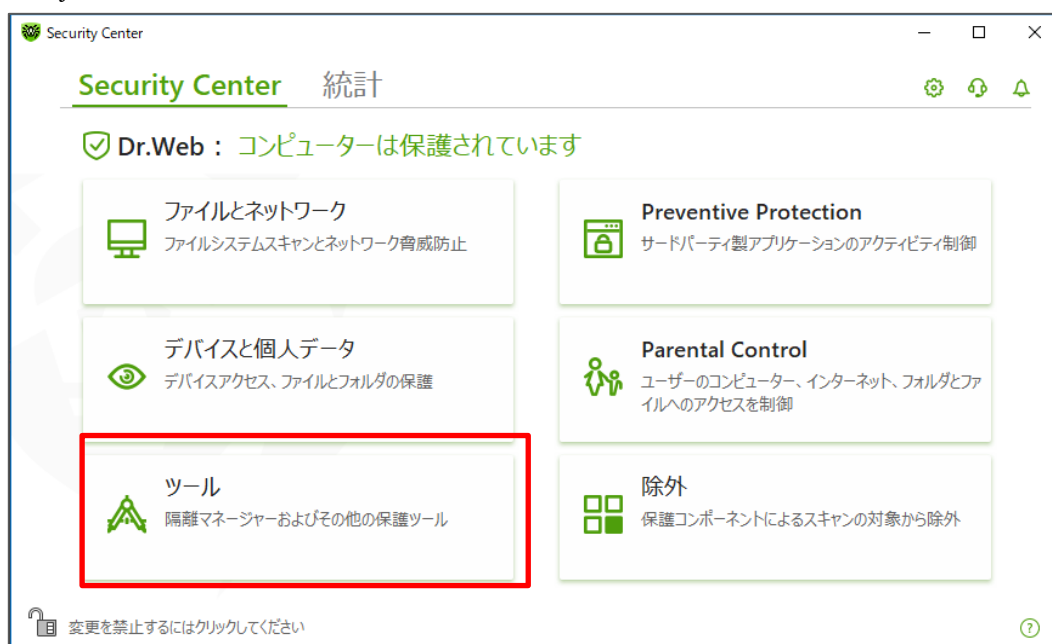 Security Center
Security Center 統計
Dr.Web： コンピューターは保護されています
ファイルとネットワーク
ファイルシステムスキャンとネットワーク脅威防止
Preventive Protection
サードパーティ製アプリケーションのアクティビティ制御
デバイスと個人データ
デバイスアクセス、ファイルとフォルダの保護
Parental Control
ユーザーのコンピューター、インターネット、フォルダとファ
イルへのアクセスを制御
ツール
隔離マネージャーおよびその他の保護ツール
除外
保護コンポーネントによるスキャンの対象から除外
変更を禁止するにはクリックしてください